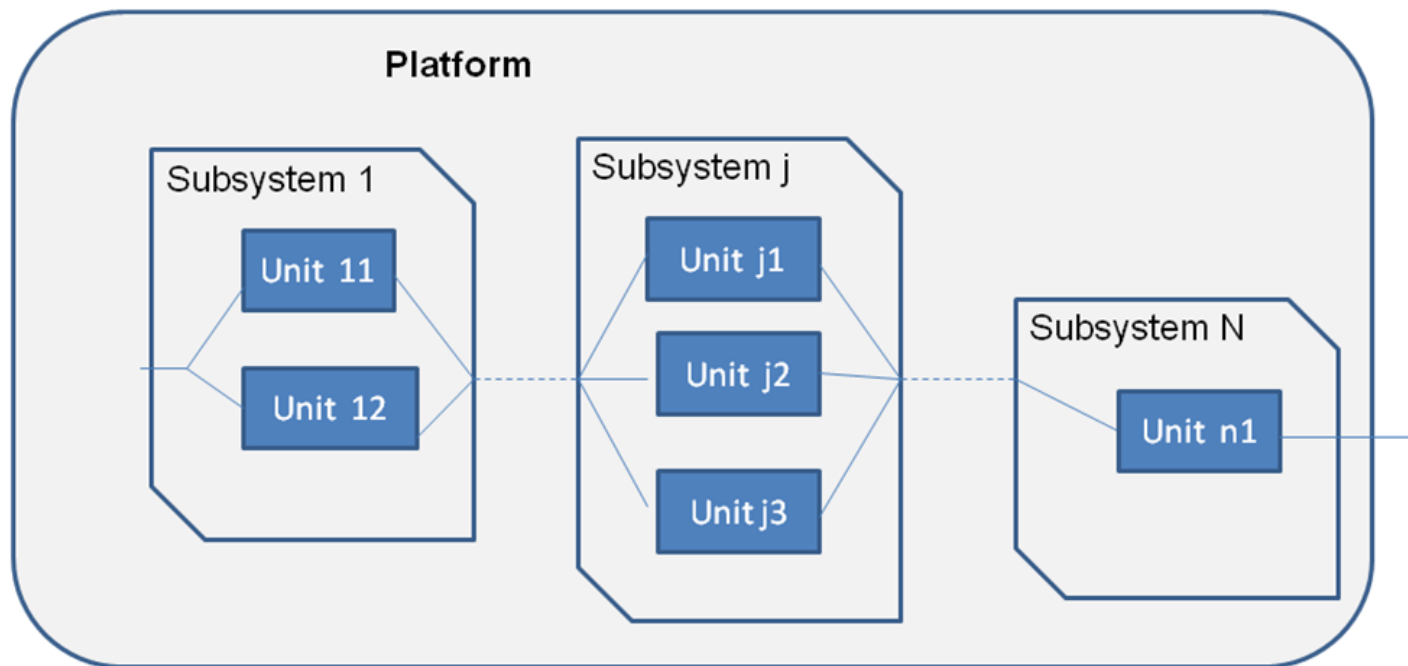 Platform
Subsystem 1
Unit 11
Unit 12
Subsystem j
Unit j1
Unit j2
Unit j3
Subsystem N
Unit n1